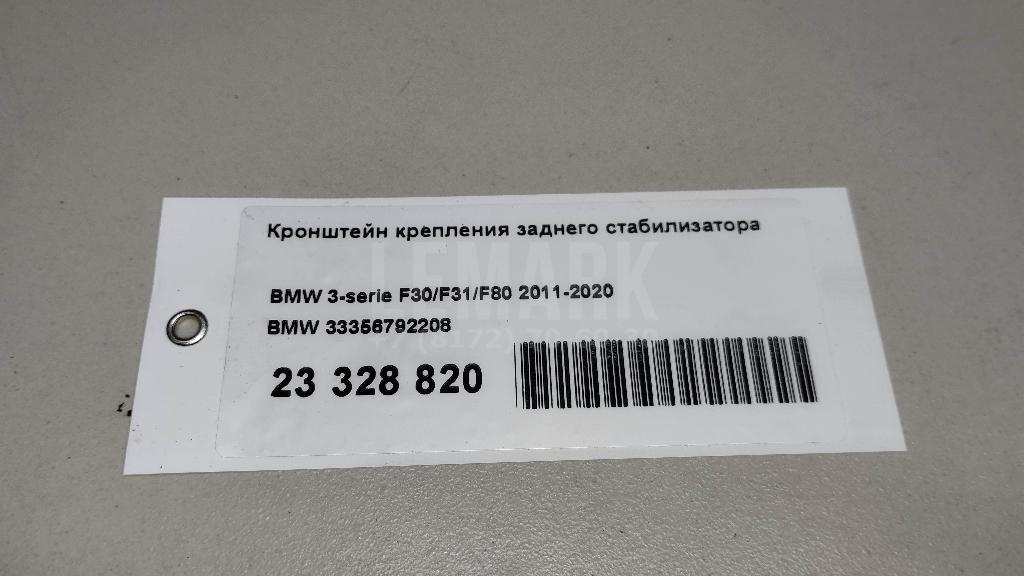 Кронштейн крепления заднего стабилизатора
LEMARK
BMW 3-serie F30/F31/F80 2011-2020
BMW 33356792208
23 328 820